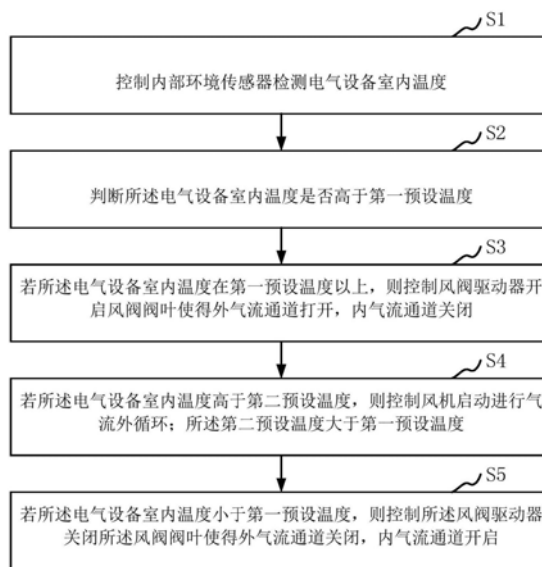 S1
控制内部环境传感器检测电气设备室内温度
S2
判断所述电气设备室内温度是否高于第一预设温度
S3
若所述电气设备室内温度在第一预设温度以上，则控制风阀驱动器开
启风阀阀叶使得外气流通道打开，内气流通道关闭
S4
若所述电气设备室内温度高于第二预设温度，则控制风机启动进行气
流外循环；所述第二预设温度大于第一预设温度
S5
若所述电气设备室内温度小于第一预设温度，则控制所述风阀驱动器
关闭所述风阀阀叶使得外气流通道关闭，内气流通道开启